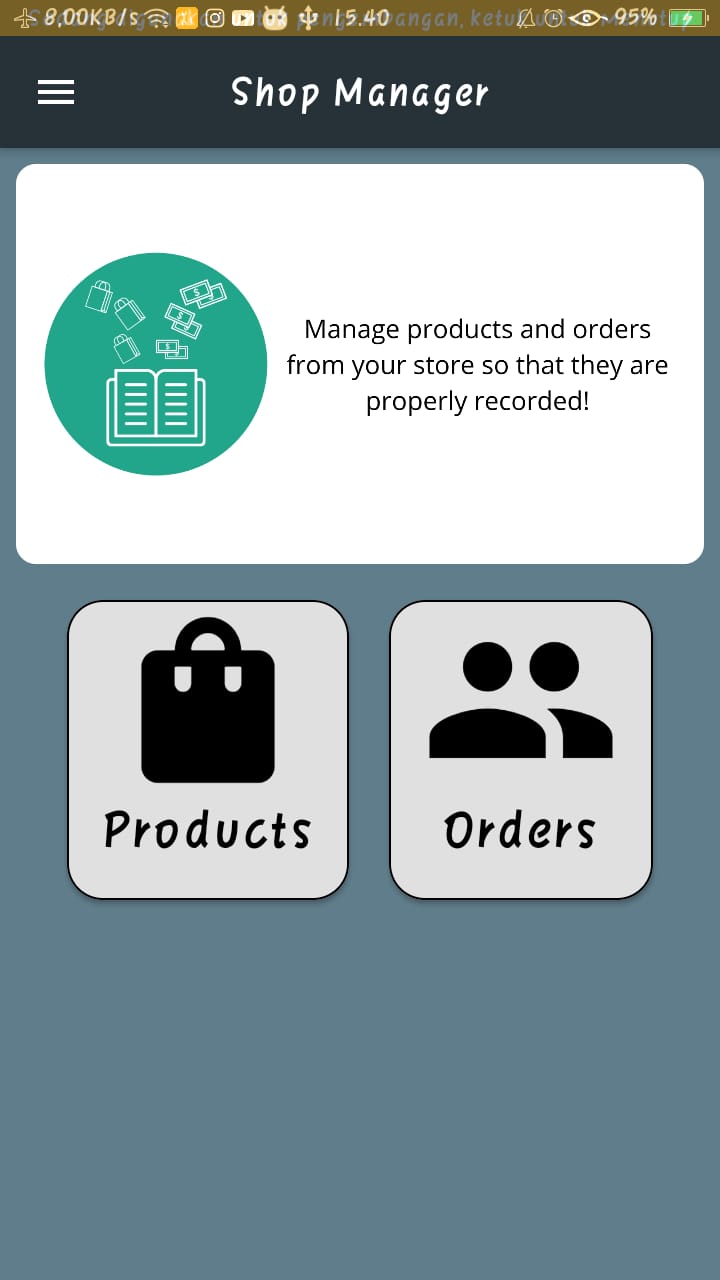 8,00KB/s 15.40 95%
Shop Manager
Manage products and orders
from your store so that they are
properly recorded!
Products
Orders